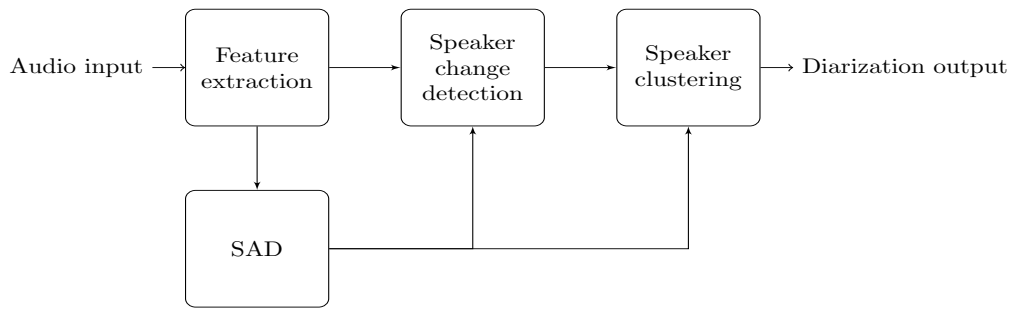 Audio input
Feature
extraction
Speaker
change
detection
Speaker
clustering
Diarization output
SAD